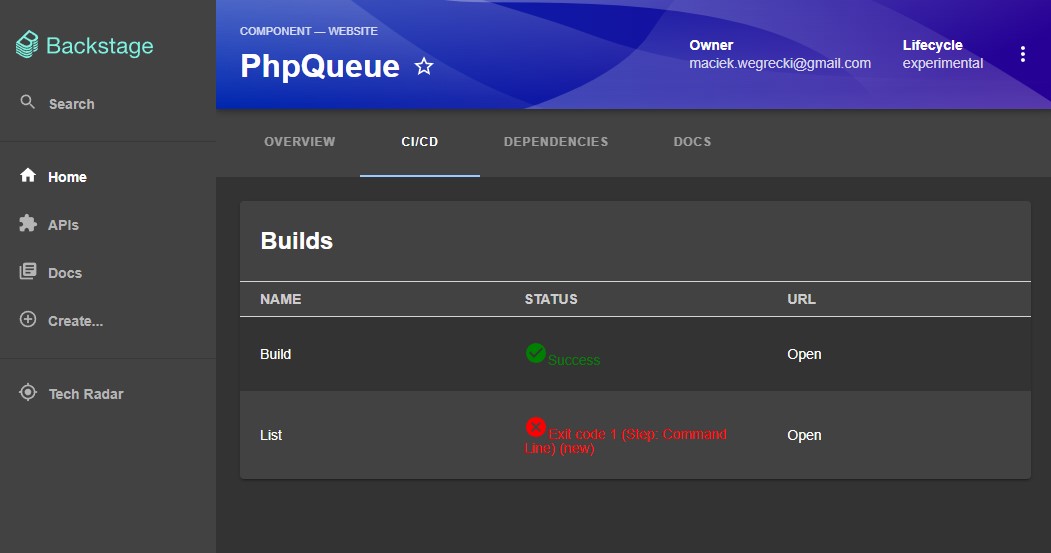 Backstage
Search
Home
APIs
Docs
Create...
Tech Radar
COMPONENT — WEBSITE
PhpQueue
Owner
maciek.wegrecki@gmail.com
Lifecycle
experimental
OVERVIEW
CI/CD
DEPENDENCIES
DOCS
Builds
NAME STATUS URL
Build Success Open
List Exit code 1 (Step: Command Open
Line) (new)